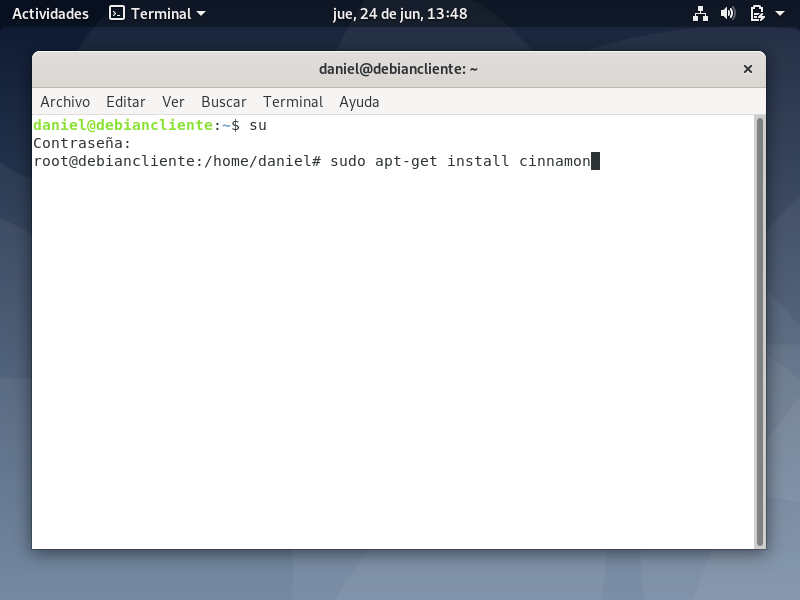 Actividades Terminal jue, 24 de jun, 13:48
daniel@debiancliente: ~ ×
Archivo Editar Ver Buscar Terminal Ayuda
daniel@debiancliente:~$ su
Contraseña:
root@debiancliente:/home/daniel# sudo apt-get install cinnamon